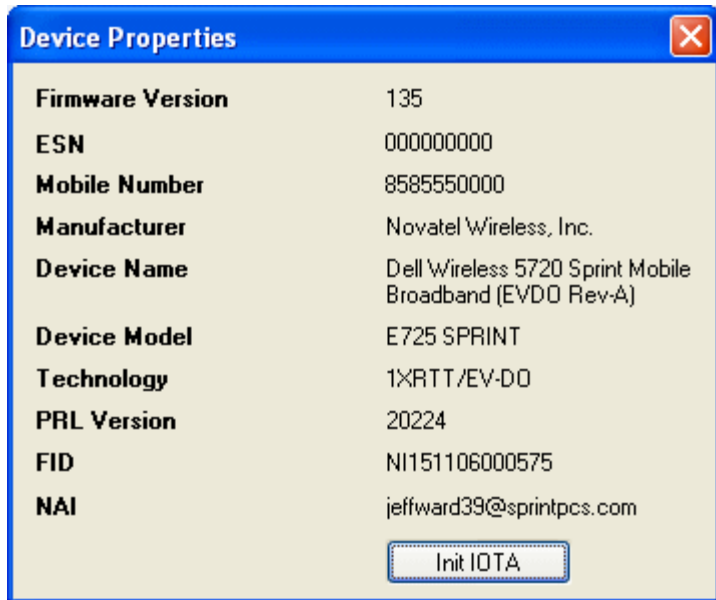 Device Properties
Firmware Version 135
ESN 000000000
Mobile Number 8585550000
Manufacturer Novatel Wireless, Inc.
Device Name Dell Wireless 5720 Sprint Mobile
Broadband (EVDO Rev-A)
Device Model E725 SPRINT
Technology 1XRTT/EV-DO
PRL Version 20224
FID NI151106000575
NAI jeffward39@sprintpcs.com
Init IOTA